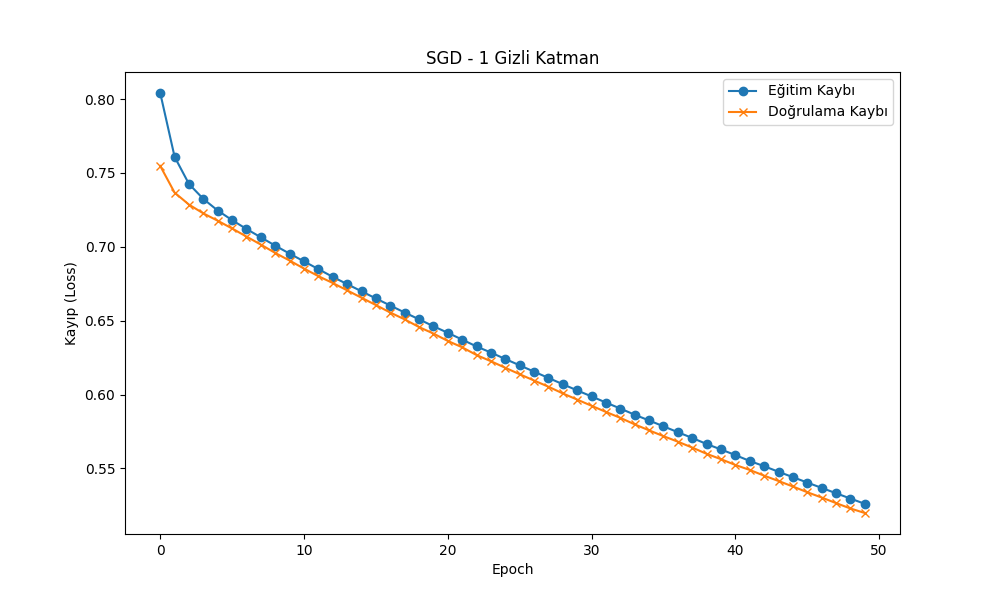 SGD - 1 Gizli Katman
Eğitim Kaybı
Doğrulama Kaybı
Kayıp (Loss)
0.80
0.75
0.70
0.65
0.60
0.55
0 10 20 30 40 50
Epoch